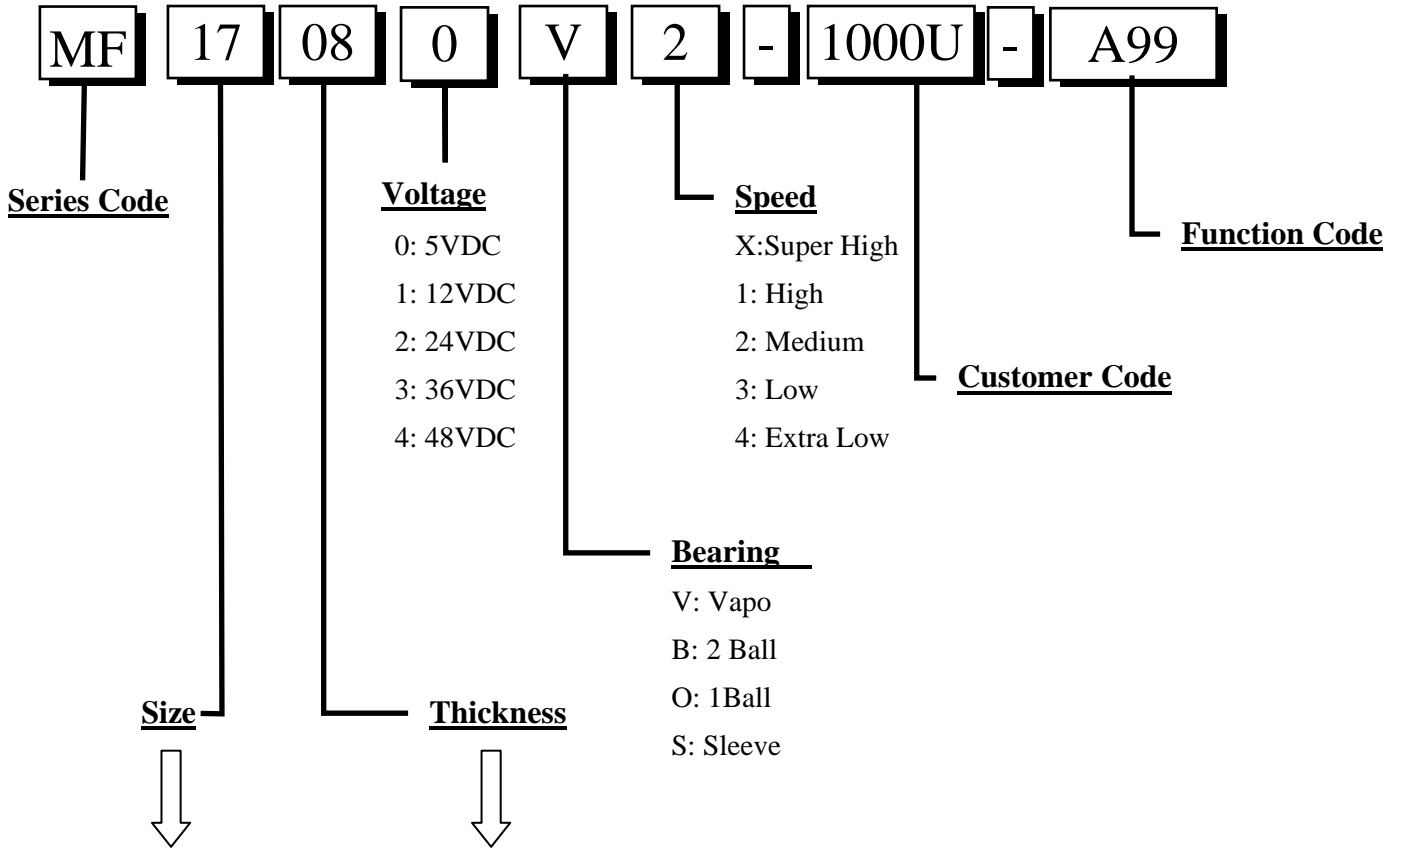 MF 17 08 0 V 2 - 1000U - A99
Series Code
Voltage
0: 5VDC
1: 12VDC
2: 24VDC
3: 36VDC
4: 48VDC
Speed
X:Super High
1: High
2: Medium
3: Low
4: Extra Low
Function Code
Customer Code
Bearing
V: Vapo
B: 2 Ball
O: 1Ball
S: Sleeve
Size
Thickness